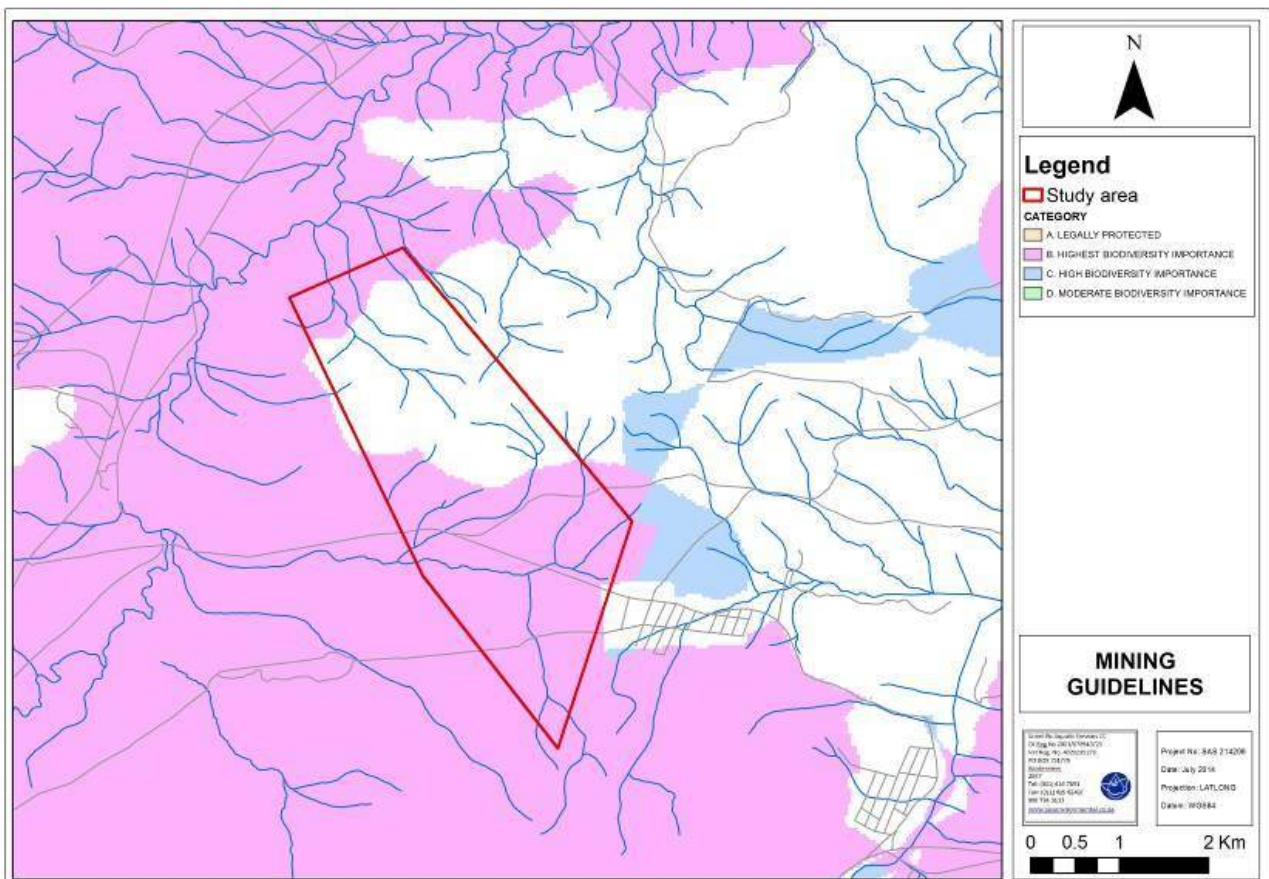 N
Legend
Study area
CATEGORY
A. LEGALLY PROTECTED
B. HIGHEST BIODIVERSITY IMPORTANCE
C. HIGH BIODIVERSITY IMPORTANCE
D. MODERATE BIODIVERSITY IMPORTANCE
MINING
GUIDELINES
Project No: SAS 214206
Date: July 2014
Projection: LATLONG
Datum: WGS84
0 0.5 1 2 Km